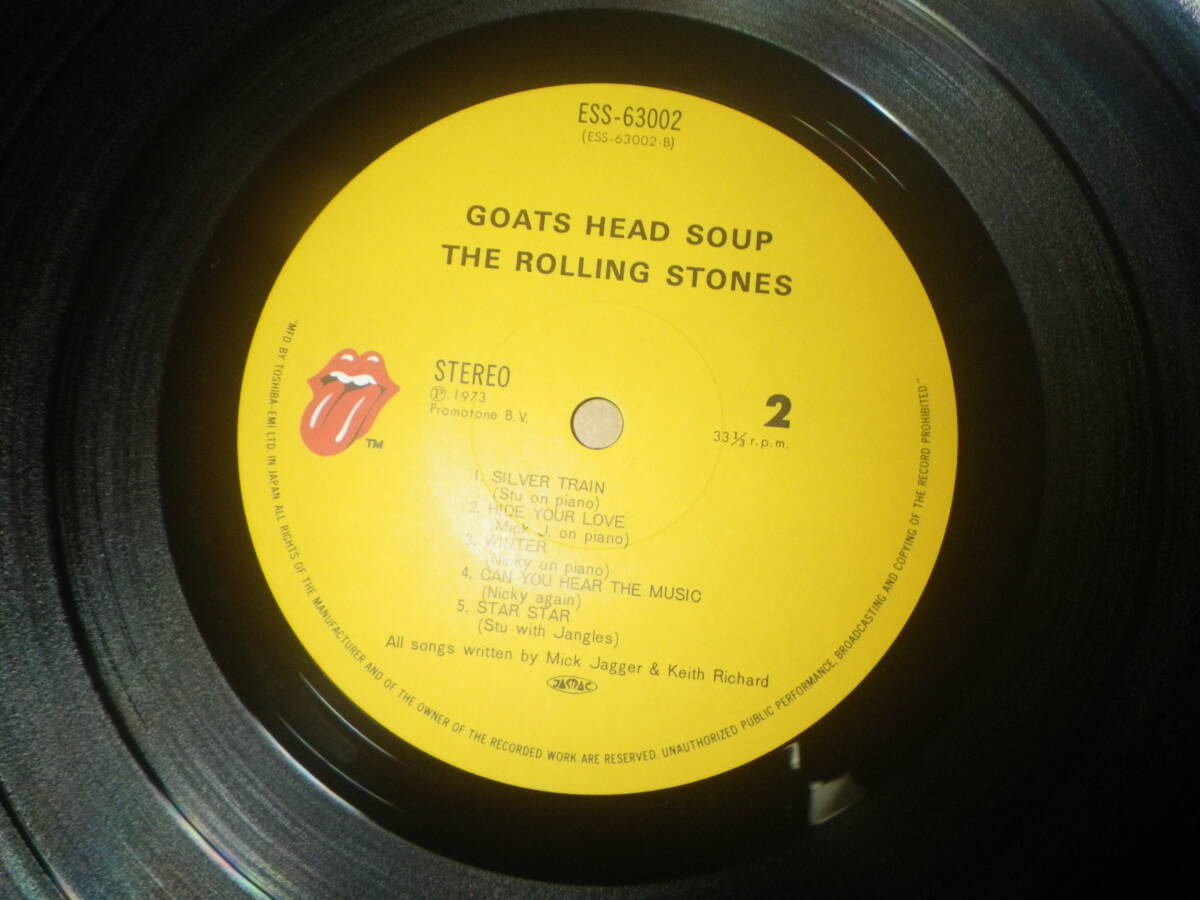 ESS-63002
(ESS-63002-B)
GOATS HEAD SOUP
THE ROLLING STONES
STEREO
Ⓟ 1973
Promotone B.V.
2
33⅓ r.p.m.
TM
1. SILVER TRAIN
(Stu on piano)
2. HIDE YOUR LOVE
(Mick J. on piano)
3. WINTER
(Nicky on piano)
4. CAN YOU HEAR THE MUSIC
(Nicky again)
5. STAR STAR
(Stu with Jangles)
All songs written by Mick Jagger & Keith Richard
JASRAC
"MFD. BY TOSHIBA-EMI LTD. IN JAPAN ALL RIGHTS OF THE MANUFACTURER AND OF THE OWNER OF THE RECORDED WORK ARE RESERVED. UNAUTHORIZED PUBLIC PERFORMANCE, BROADCASTING AND COPYING OF THE RECORD PROHIBITED."